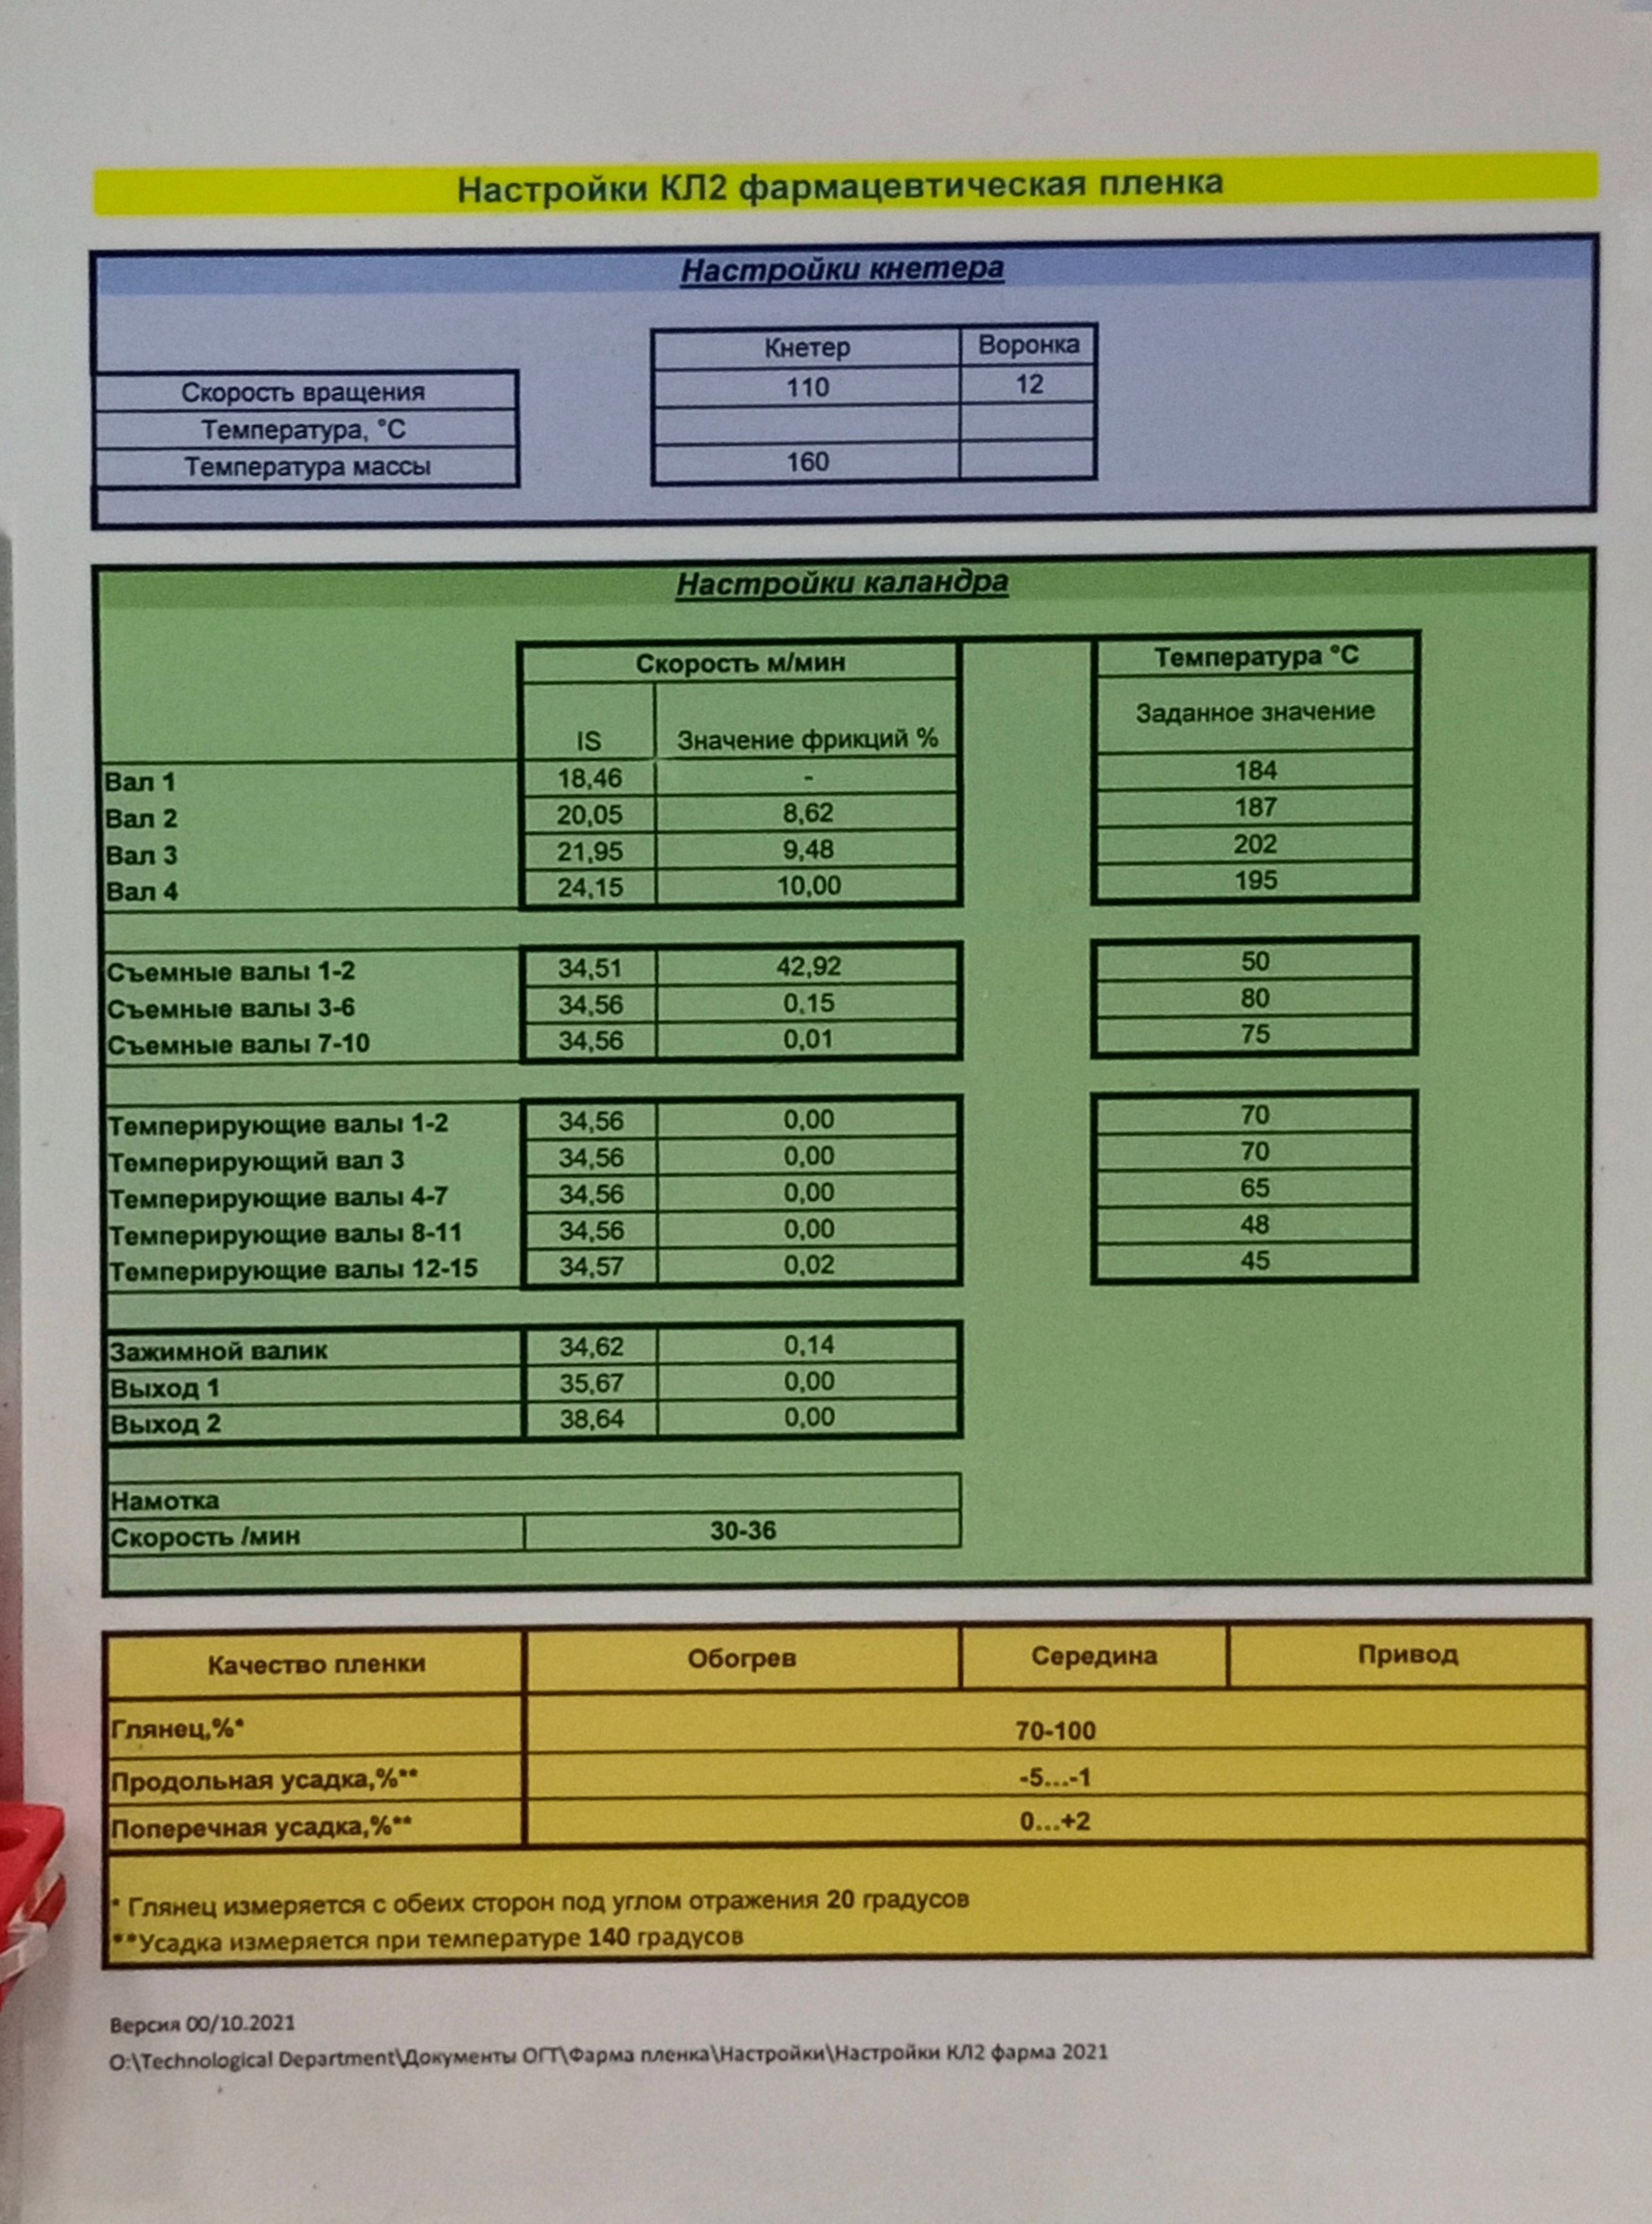 Настройки КЛ2 фармацевтическая пленка
Настройки кнетера
Кнетер Воронка
Скорость вращения 110 12
Температура, °С
Температура массы 160
Настройки каландра
Скорость м/мин Температура °С
IS Значение фрикций % Заданное значение
Вал 1 18,46 - 184
Вал 2 20,05 8,62 187
Вал 3 21,95 9,48 202
Вал 4 24,15 10,00 195
Съемные валы 1-2 34,51 42,92 50
Съемные валы 3-6 34,56 0,15 80
Съемные валы 7-10 34,56 0,01 75
Темперирующие валы 1-2 34,56 0,00 70
Темперирующий вал 3 34,56 0,00 70
Темперирующие валы 4-7 34,56 0,00 65
Темперирующие валы 8-11 34,56 0,00 48
Темперирующие валы 12-15 34,57 0,02 45
Зажимной валик 34,62 0,14
Выход 1 35,67 0,00
Выход 2 38,64 0,00
Намотка
Скорость /мин 30-36
Качество пленки Обогрев Середина Привод
Глянец,%* 70-100
Продольная усадка,%** -5...-1
Поперечная усадка,%** 0...+2
* Глянец измеряется с обеих сторон под углом отражения 20 градусов
**Усадка измеряется при температуре 140 градусов
Версия 00/10.2021
O:\Technological Department\Документы ОГТ\Фарма пленка\Настройки\Настройки КЛ2 фарма 2021